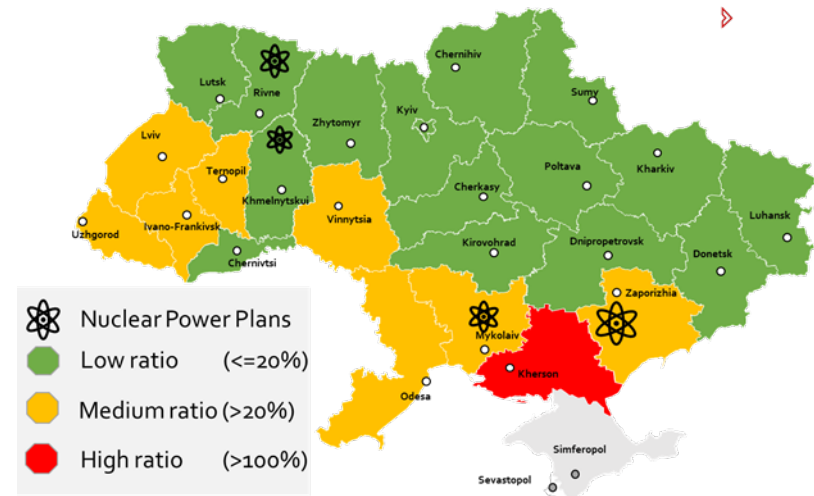 Chernihiv
Lutsk
Rivne
Sumy
Kyiv
Zhytomyr
Lviv
Poltava
Kharkiv
Ternopil
Cherkasy
Khmelnytskui
Vinnytsia
Luhansk
Ivano-Frankivsk
Uzhgorod
Kirovohrad
Dnipropetrovsk
Donetsk
Chernivtsi
Zaporizhia
Nuclear Power Plans
Mykolaiv
Low ratio (<=20%)
Kherson
Odesa
Medium ratio (>20%)
Simferopol
High ratio (>100%)
Sevastopol